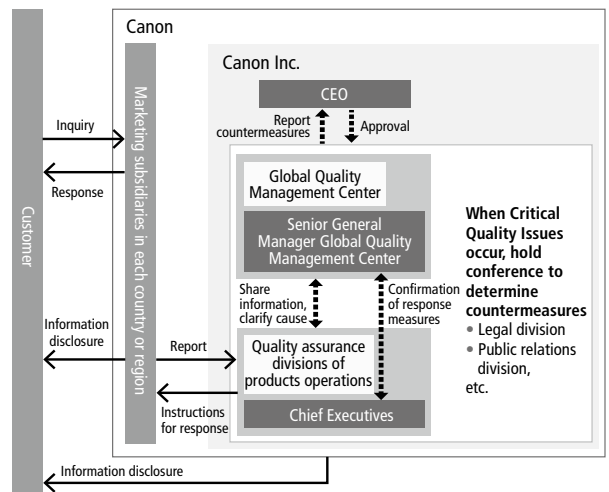 Canon
Canon Inc.
CEO
Report
countermeasures
Approval
Customer
Inquiry
Response
Marketing subsidiaries in each country or region
Global Quality
Management Center
Senior General
Manager Global Quality
Management Center
When Critical
Quality Issues
occur, hold
conference to
determine
countermeasures
• Legal division
• Public relations
division,
etc.
Share
information,
clarify cause
Confirmation
of response
measures
Information
disclosure
Report
Quality assurance
divisions of
products operations
Instructions
for response
Chief Executives
Information disclosure